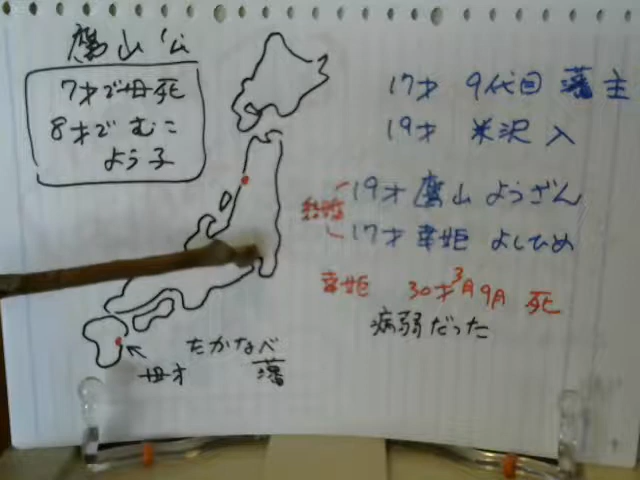 鷹山公
7才で母死
8才でむこ
よう子
17才 9代目 藩主
19才 米沢入
結婚
19才 鷹山 ようざん
17才 幸姫 よしひめ
幸姫 30才 3月9月 死
病弱だった
たかなべ藩
母才